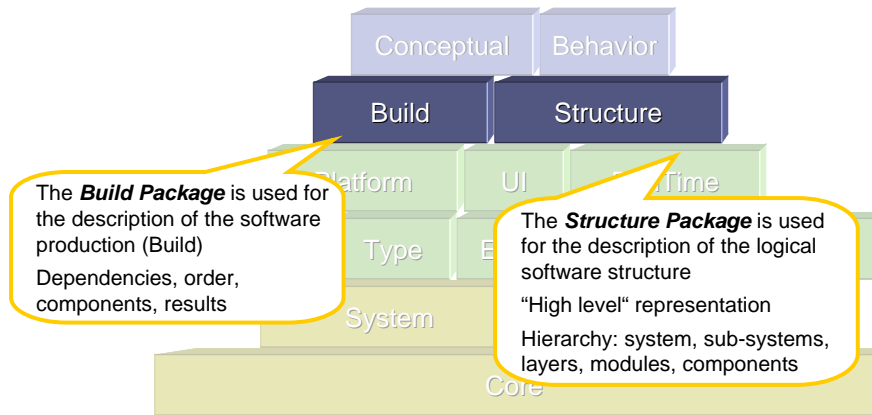 Conceptual Behavior
Build Structure
Platform UI
Time
The Build Package is used for
the description of the software
production (Build)
Dependencies, order,
components, results
The Structure Package is used
for the description of the logical
software structure
“High level“ representation
Hierarchy: system, sub-systems,
layers, modules, components
Type
System
Core